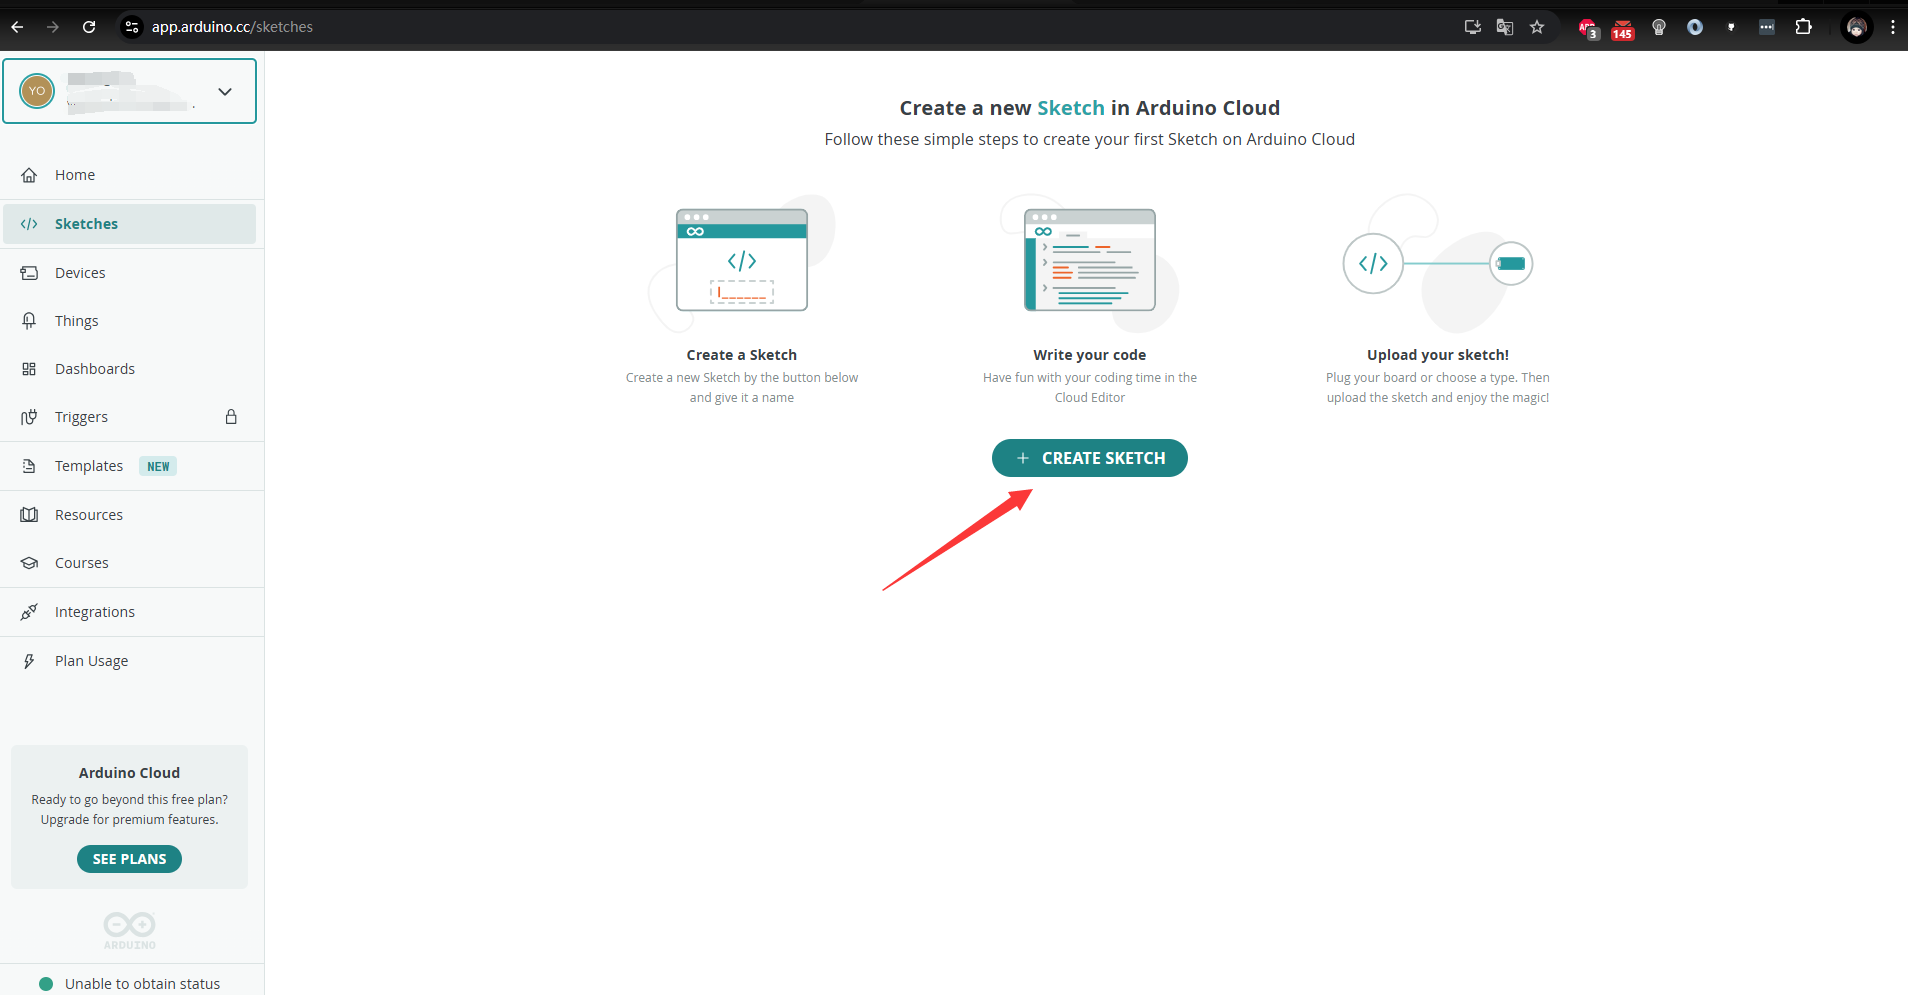 app.arduino.cc/sketches
3
145
YO
Home
Sketches
Devices
Things
Dashboards
Triggers
Templates NEW
Resources
Courses
Integrations
Plan Usage
Arduino Cloud
Ready to go beyond this free plan?
Upgrade for premium features.
SEE PLANS
ARDUINO
Unable to obtain status
Create a new Sketch in Arduino Cloud
Follow these simple steps to create your first Sketch on Arduino Cloud
Create a Sketch
Create a new Sketch by the button below
and give it a name
Write your code
Have fun with your coding time in the
Cloud Editor
Upload your sketch!
Plug your board or choose a type. Then
upload the sketch and enjoy the magic!
+ CREATE SKETCH